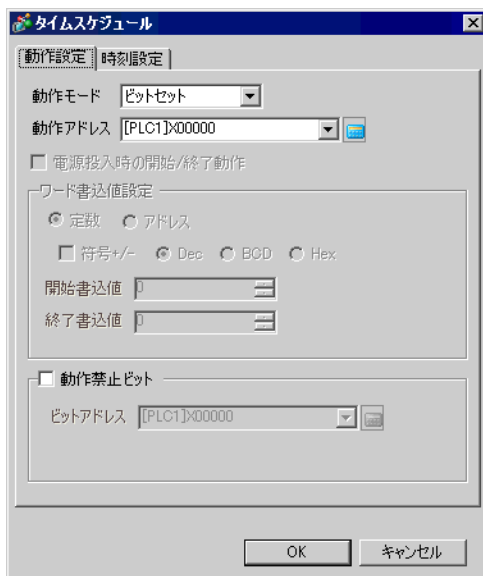 タイムスケジュール
動作設定 時刻設定
動作モード ビットセット
動作アドレス [PLC1]X00000
電源投入時の開始/終了動作
ワード書込値設定
定数 アドレス
符号+/- Dec BCD Hex
開始書込値 0
終了書込値 0
動作禁止ビット
ビットアドレス [PLC1]X00000
OK キャンセル